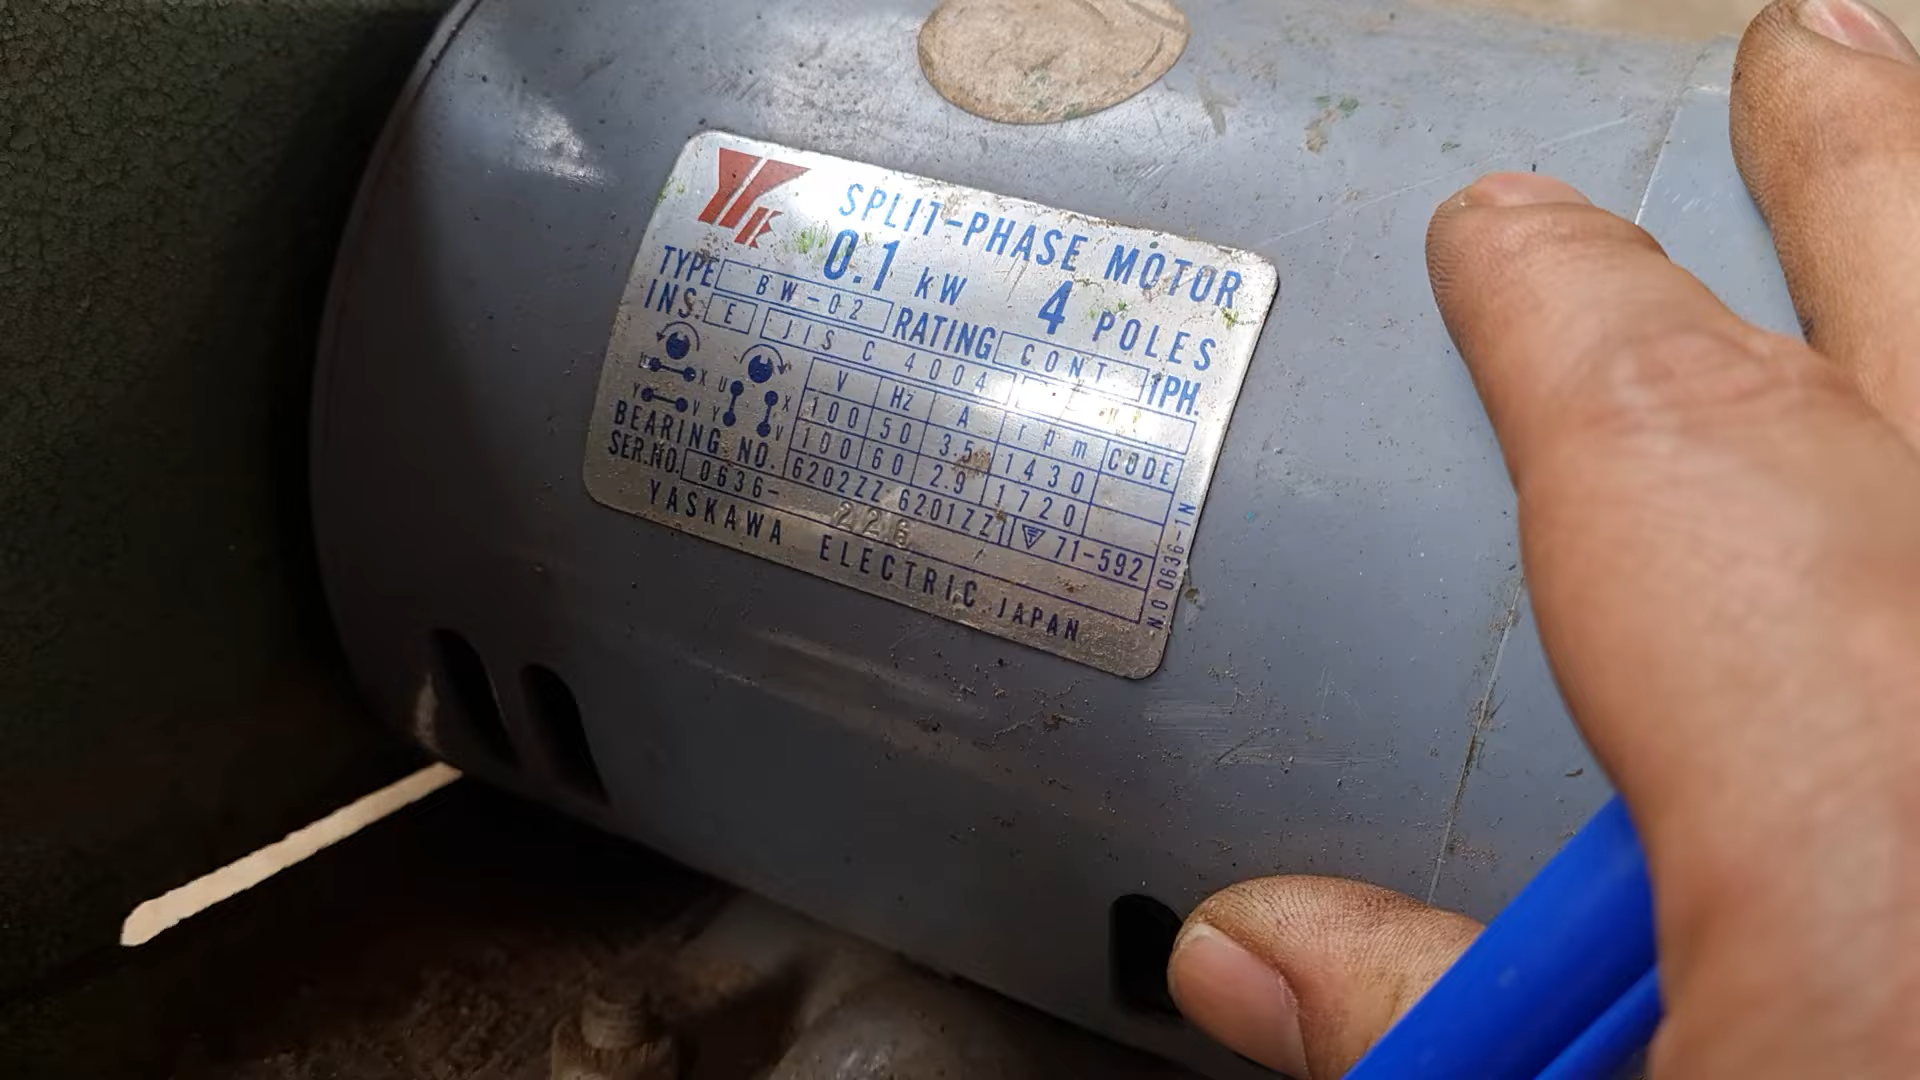 SPLIT-PHASE MOTOR
0.1 kW 4 POLES
TYPE BW-02 RATING CONT. 1PH.
INS. E JIS C 4004
V Hz A rpm CODE
100 50 3.5 1430
100 60 2.9 1720
X U X
Y V Y V
BEARING NO. 6202ZZ 6201ZZ 71-592
SER.NO. 0636- 226
YASKAWA ELECTRIC JAPAN
N.O 0636-1N